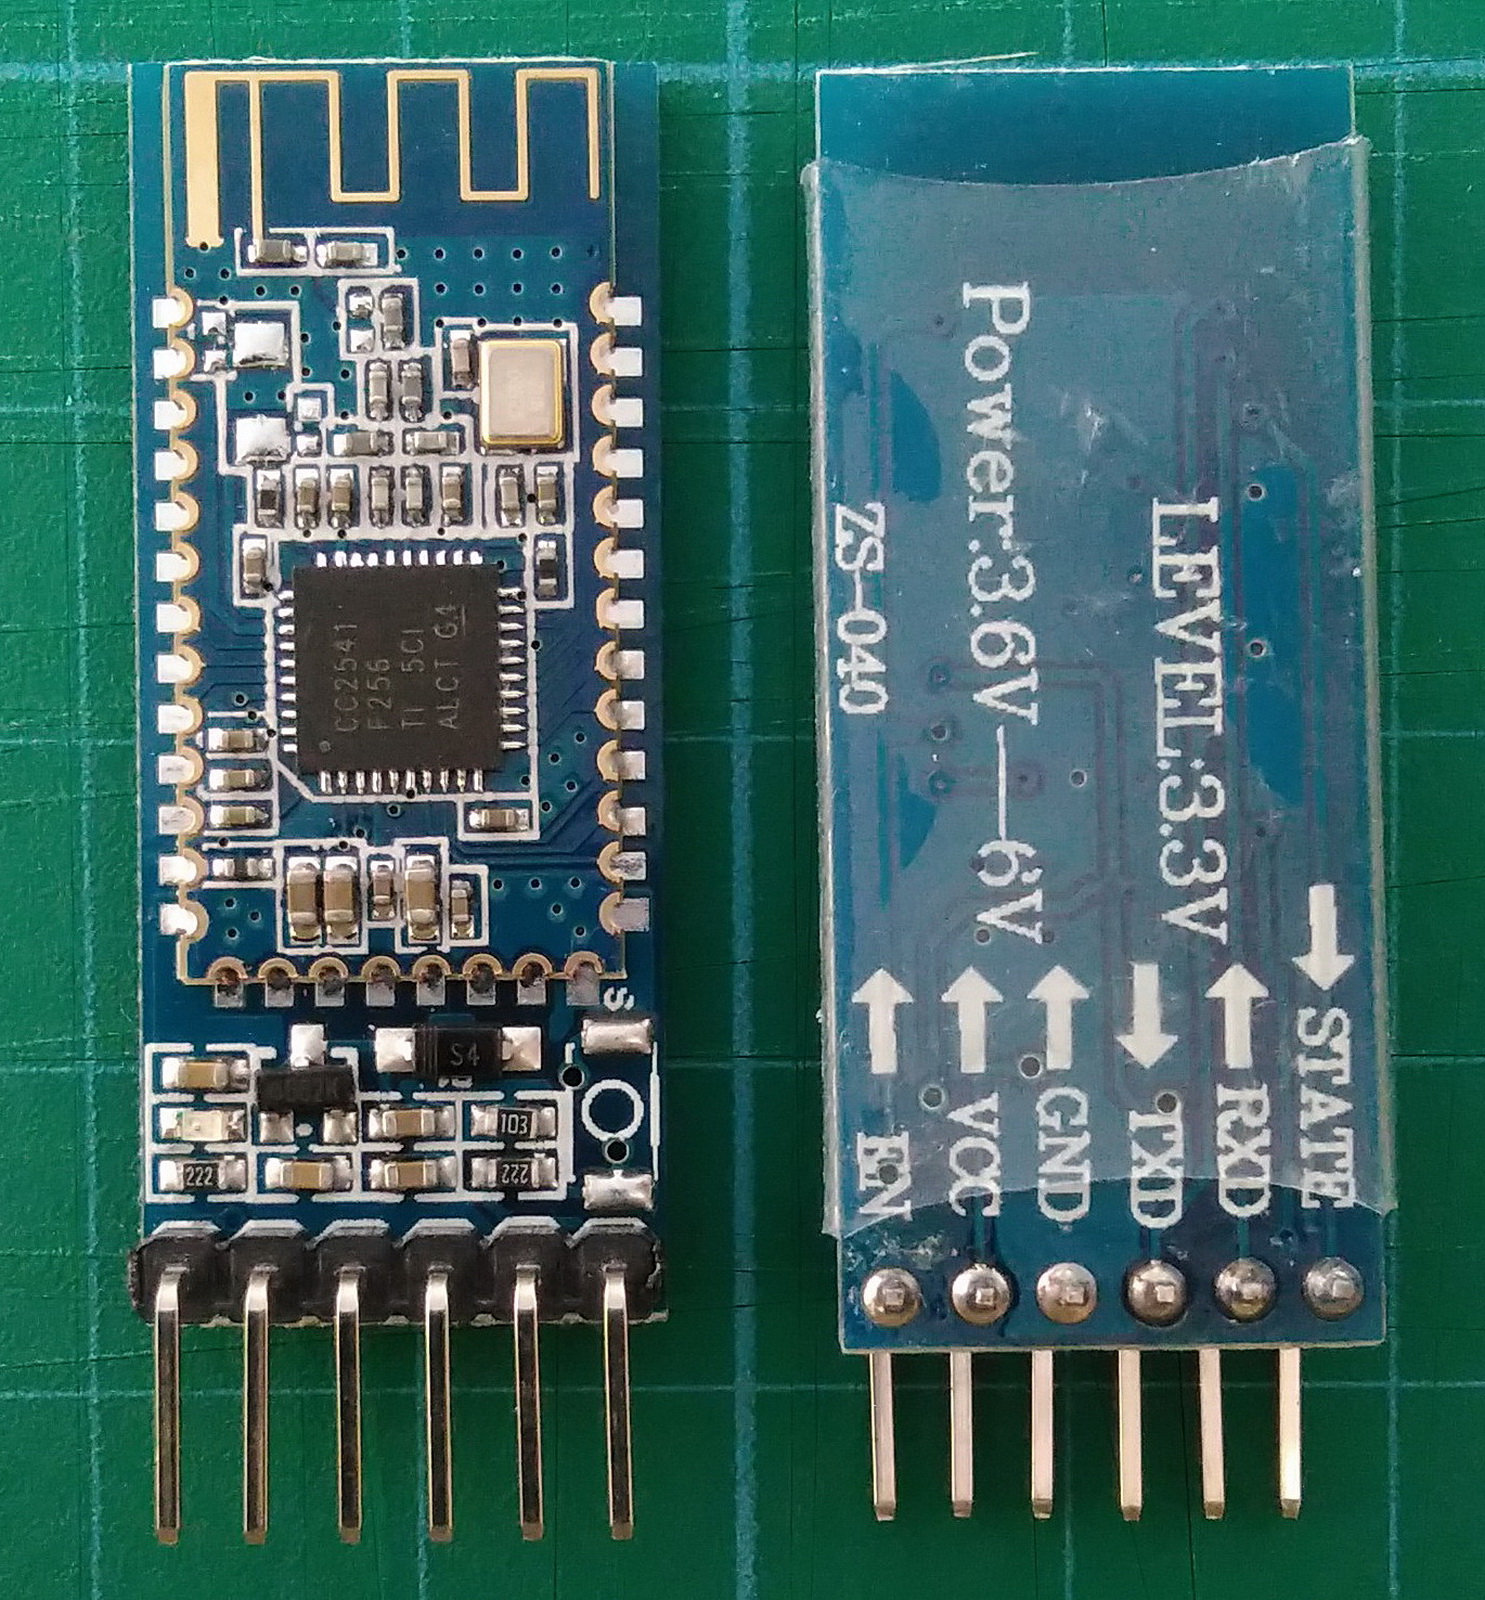 CC2541
F256
TI 5CI
ALCT G4
S
S4
103
222
222
ZS-040
Power:3.6V—6V
LEVEL:3.3V
EN
VCC
GND
TXD
RXD
STATE